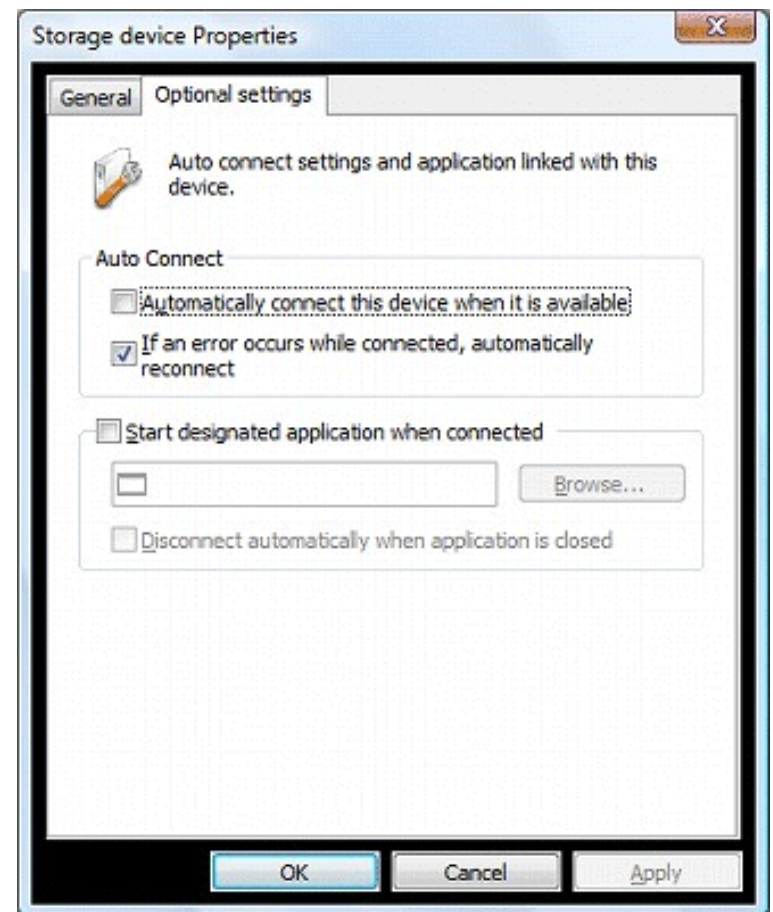 Storage device Properties
General
Optional settings
Auto connect settings and application linked with this
device.
Auto Connect
Automatically connect this device when it is available
If an error occurs while connected, automatically
reconnect
Start designated application when connected
Browse...
Disconnect automatically when application is closed
OK
Cancel
Apply